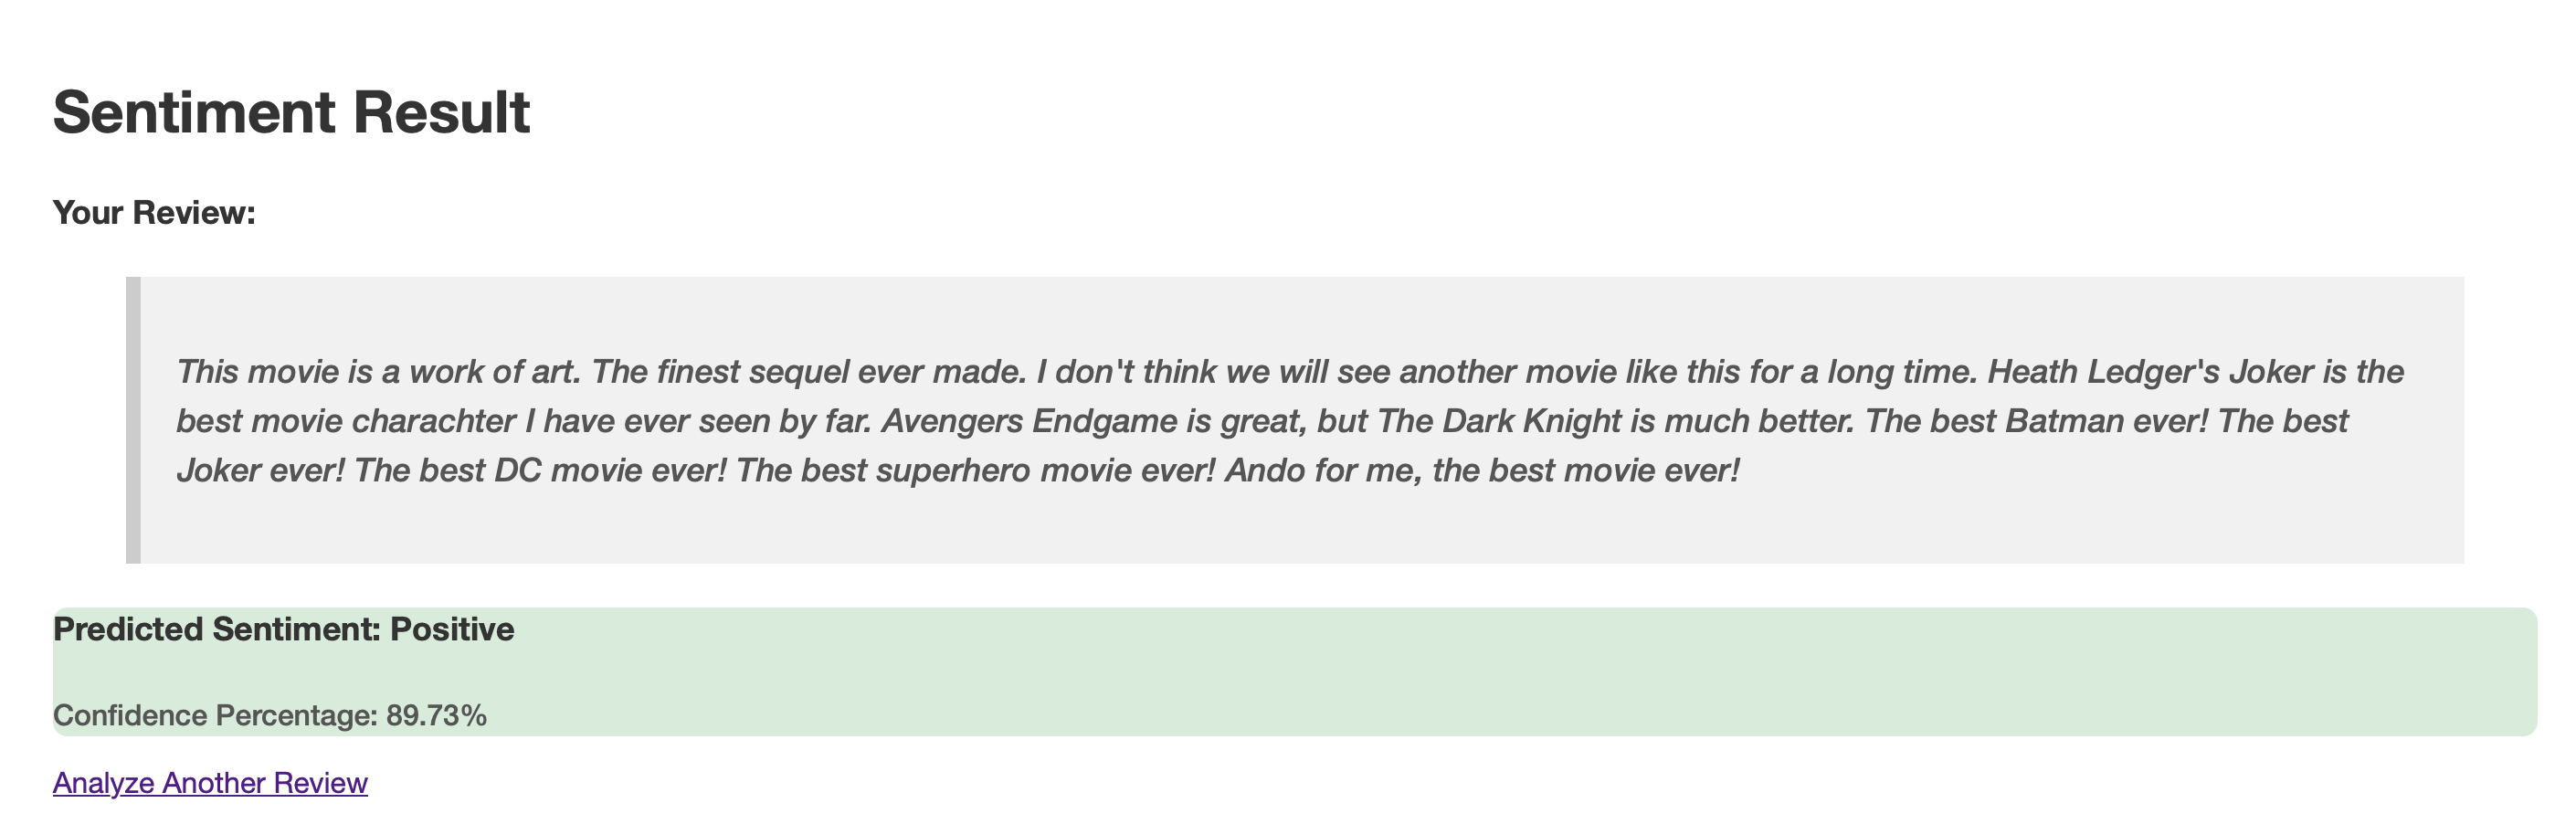 Sentiment Result
Your Review:
This movie is a work of art. The finest sequel ever made. I don't think we will see another movie like this for a long time. Heath Ledger's Joker is the
best movie charachter I have ever seen by far. Avengers Endgame is great, but The Dark Knight is much better. The best Batman ever! The best
Joker ever! The best DC movie ever! The best superhero movie ever! Ando for me, the best movie ever!
Predicted Sentiment: Positive
Confidence Percentage: 89.73%
Analyze Another Review